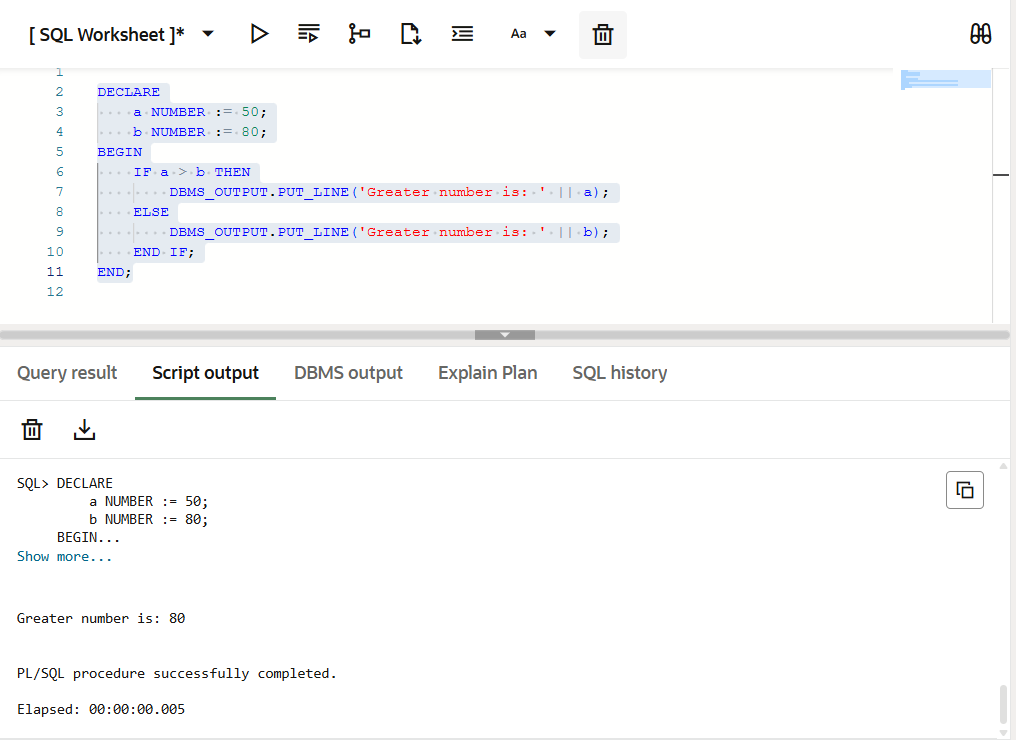 [ SQL Worksheet ]*
Aa
1
2 DECLARE
3     a NUMBER := 50;
4     b NUMBER := 80;
5 BEGIN
6     IF a > b THEN
7         DBMS_OUTPUT.PUT_LINE('Greater number is: ' || a);
8     ELSE
9         DBMS_OUTPUT.PUT_LINE('Greater number is: ' || b);
10     END IF;
11 END;
12
Query result Script output DBMS output Explain Plan SQL history
SQL> DECLARE
         a NUMBER := 50;
         b NUMBER := 80;
     BEGIN...
Show more...
Greater number is: 80
PL/SQL procedure successfully completed.
Elapsed: 00:00:00.005